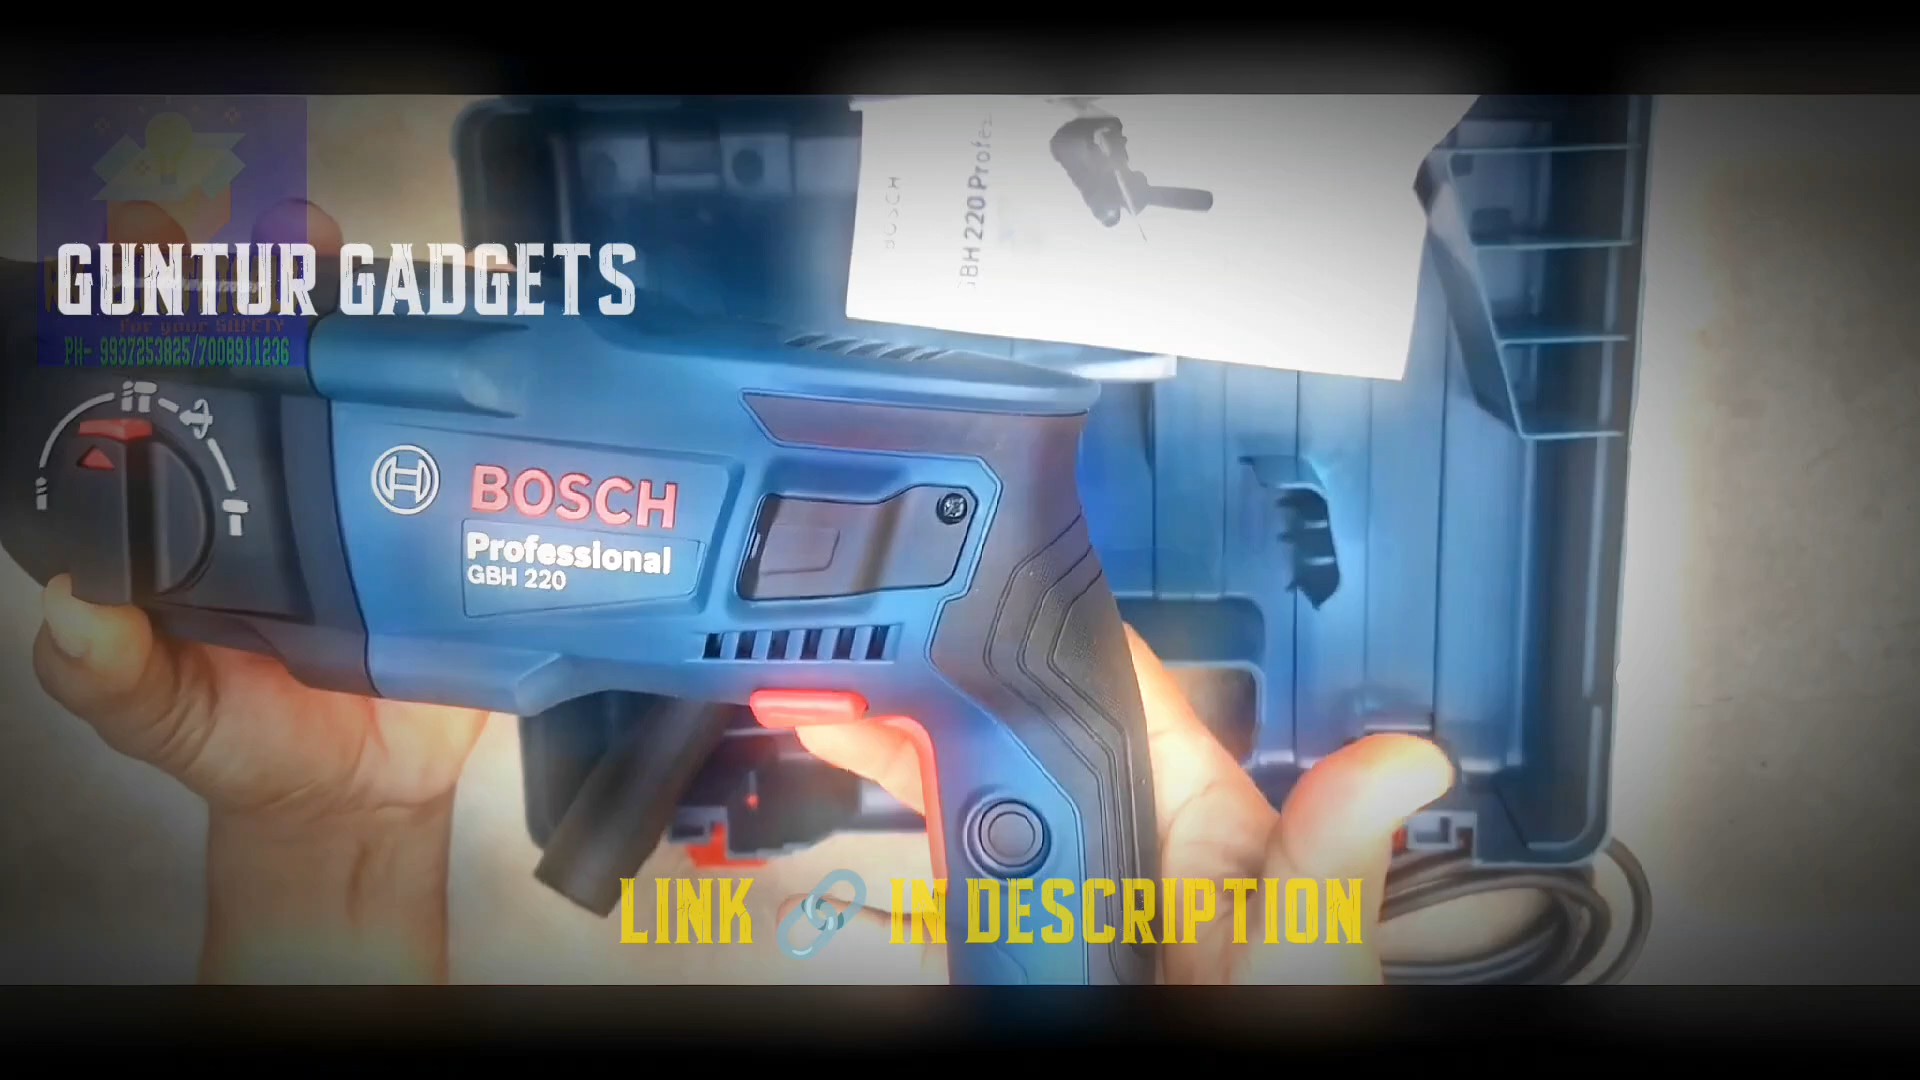 GUNTUR GADGETS
For your SAFETY
PH- 9937253825/7008911236
BOSCH
GBH 220 Profes
BOSCH
Professional
GBH 220
LINK 🔗 IN DESCRIPTION